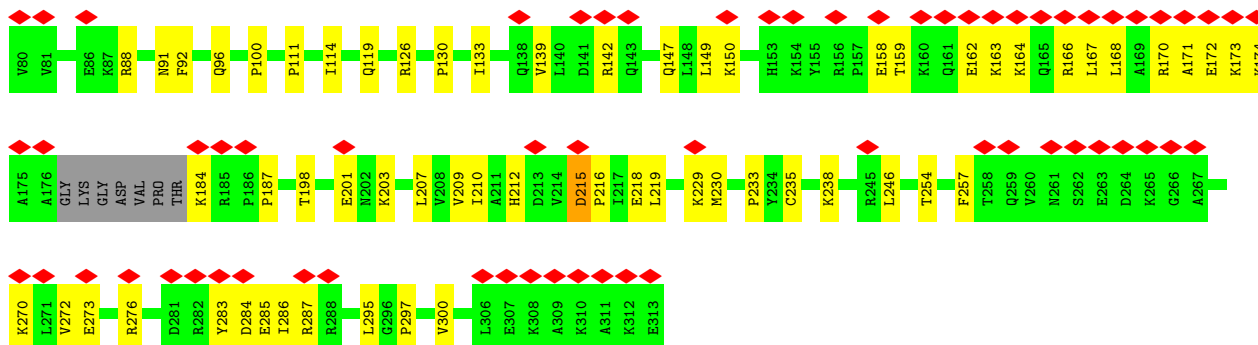 V80 V81 E86 K87 R88 N91 F92 Q96 P100 P111 I114 Q119 R126 P130 I133 Q138 V139 L140 D141 R142 Q143 Q147 L148 L149 K150 H153 K154 Y155 R156 P157 E158 T159 K160 Q161 E162 K163 K164 Q165 R166 L167 L168 A169 R170 A171 E172 K173 K174
A175 A176 GLY LYS GLY ASP VAL PRO THR K184 R185 P186 P187 T198 E201 N202 K203 L207 V208 V209 I210 A211 H212 D213 V214 D215 P216 I217 E218 L219 K229 M230 P233 Y234 C235 K238 R245 L246 T254 F257 T258 Q259 V260 N261 S262 E263 D264 K265 G266 A267
K270 L271 V272 E273 R276 D281 R282 Y283 D284 E285 I286 R287 R288 L295 G296 P297 V300 L306 E307 K308 A309 K310 A311 K312 E313